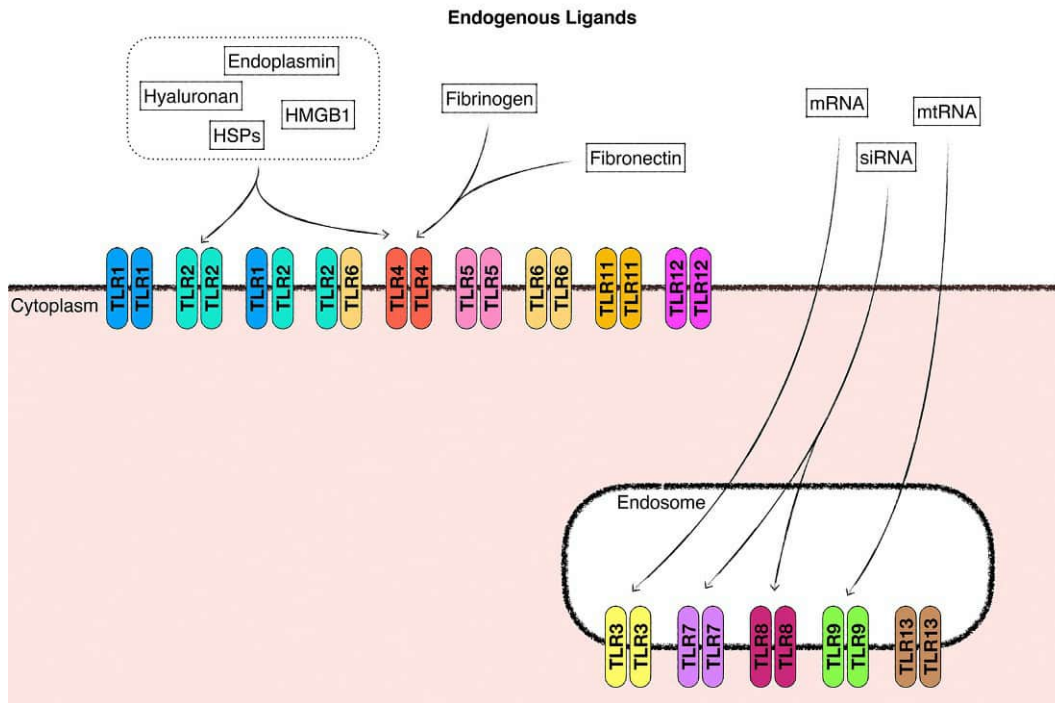 Endogenous Ligands
Endoplasmin
Hyaluronan
HMGB1
HSPs
Fibrinogen
Fibronectin
mRNA
mtRNA
siRNA
TLR1 TLR1
TLR2 TLR2
TLR1 TLR2
TLR2 TLR6
TLR4 TLR4
TLR5 TLR5
TLR6 TLR6
TLR11 TLR11
TLR12 TLR12
Cytoplasm
Endosome
TLR3 TLR3
TLR7 TLR7
TLR8 TLR8
TLR9 TLR9
TLR13 TLR13